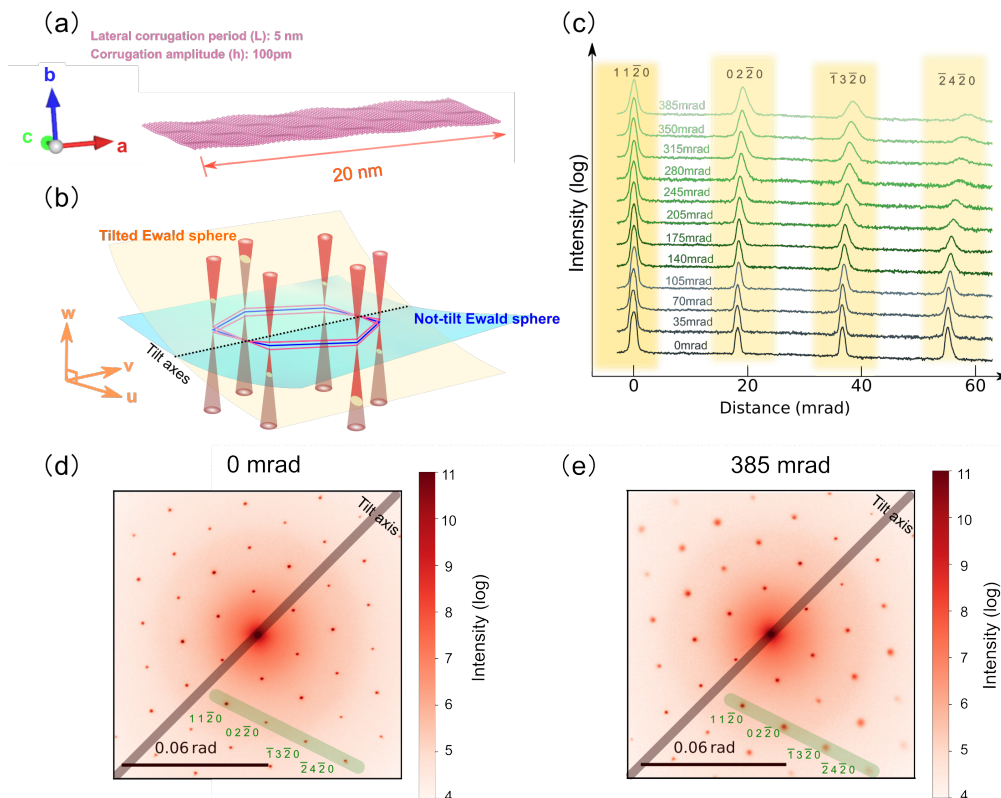 (a)
Lateral corrugation period (L): 5 nm
Corrugation amplitude (h): 100pm
b
c
a
20 nm
(b)
Tilted Ewald sphere
Not-tilt Ewald sphere
Tilt axes
w
v
u
(c)
Intensity (log)
1 1 2̅ 0
0 2 2̅ 0
1̅ 3 2̅ 0
2̅ 4 2̅ 0
385mrad
350mrad
315mrad
280mrad
245mrad
205mrad
175mrad
140mrad
105mrad
70mrad
35mrad
0mrad
0
20
40
60
Distance (mrad)
(d)
0 mrad
Tilt axis
1 1 2̅ 0
0 2 2̅ 0
1̅ 3 2̅ 0
2̅ 4 2̅ 0
0.06 rad
11
10
9
8
7
6
5
4
Intensity (log)
(e)
385 mrad
Tilt axis
1 1 2̅ 0
0 2 2̅ 0
1̅ 3 2̅ 0
2̅ 4 2̅ 0
0.06 rad
11
10
9
8
7
6
5
4
Intensity (log)